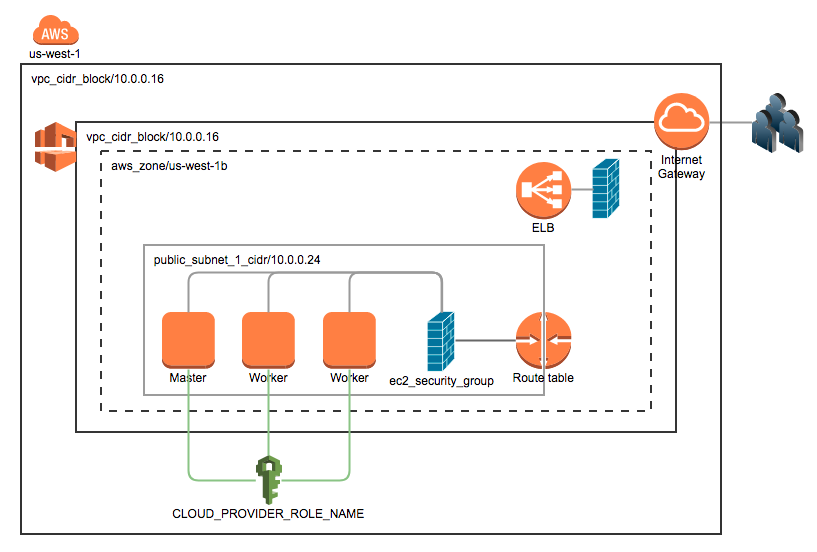 AWS
us-west-1
vpc_cidr_block/10.0.0.16
vpc_cidr_block/10.0.0.16
aws_zone/us-west-1b
Internet
Gateway
ELB
public_subnet_1_cidr/10.0.0.24
Master
Worker
Worker
ec2_security_group
Route table
CLOUD_PROVIDER_ROLE_NAME